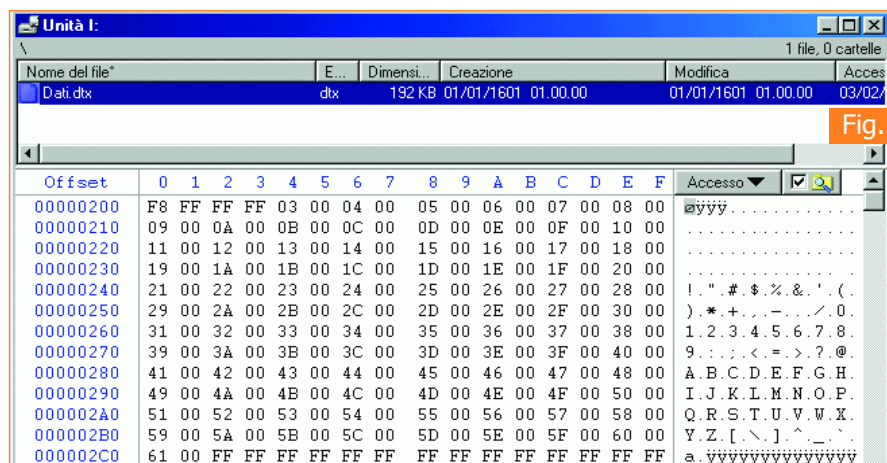 Unità I:
\ 1 file, 0 cartelle
Nome del file* E... Dimensi... Creazione Modifica Acces
Dati.dtx dtx 192 KB 01/01/1601 01.00.00 01/01/1601 01.00.00 03/02/
Fig.
Offset 0 1 2 3 4 5 6 7 8 9 A B C D E F Accesso
00000200 F8 FF FF FF 03 00 04 00 05 00 06 00 07 00 08 00 øÿÿÿ............
00000210 09 00 0A 00 0B 00 0C 00 0D 00 0E 00 0F 00 10 00 ................
00000220 11 00 12 00 13 00 14 00 15 00 16 00 17 00 18 00 ................
00000230 19 00 1A 00 1B 00 1C 00 1D 00 1E 00 1F 00 20 00 ..............
00000240 21 00 22 00 23 00 24 00 25 00 26 00 27 00 28 00 !.".#.$.%.&.'.(.
00000250 29 00 2A 00 2B 00 2C 00 2D 00 2E 00 2F 00 30 00 ).*.+.,.-.../.0.
00000260 31 00 32 00 33 00 34 00 35 00 36 00 37 00 38 00 1.2.3.4.5.6.7.8.
00000270 39 00 3A 00 3B 00 3C 00 3D 00 3E 00 3F 00 40 00 9.:.;.<.=.>.?.@.
00000280 41 00 42 00 43 00 44 00 45 00 46 00 47 00 48 00 A.B.C.D.E.F.G.H.
00000290 49 00 4A 00 4B 00 4C 00 4D 00 4E 00 4F 00 50 00 I.J.K.L.M.N.O.P.
000002A0 51 00 52 00 53 00 54 00 55 00 56 00 57 00 58 00 Q.R.S.T.U.V.W.X.
000002B0 59 00 5A 00 5B 00 5C 00 5D 00 5E 00 5F 00 60 00 Y.Z.[.\.].^._.`.
000002C0 61 00 FF FF FF FF FF FF FF FF FF FF FF FF FF FF a.ÿÿÿÿÿÿÿÿÿÿÿÿÿÿ